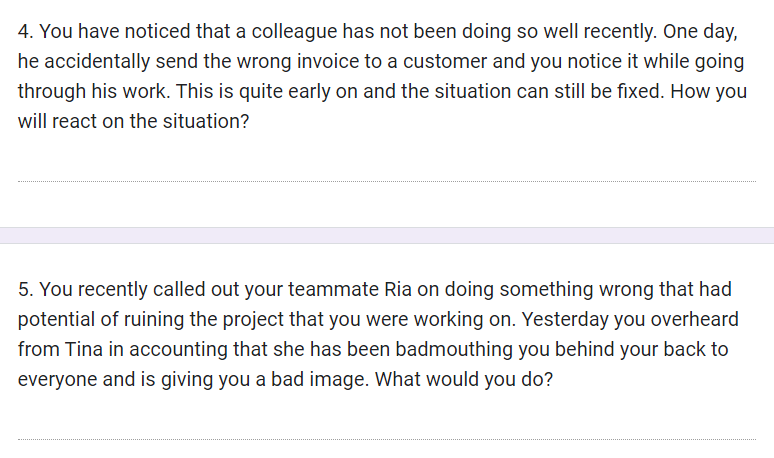 4. You have noticed that a colleague has not been doing so well recently. One day,
he accidentally send the wrong invoice to a customer and you notice it while going
through his work. This is quite early on and the situation can still be fixed. How you
will react on the situation?
5. You recently called out your teammate Ria on doing something wrong that had
potential of ruining the project that you were working on. Yesterday you overheard
from Tina in accounting that she has been badmouthing you behind your back to
everyone and is giving you a bad image. What would you do?